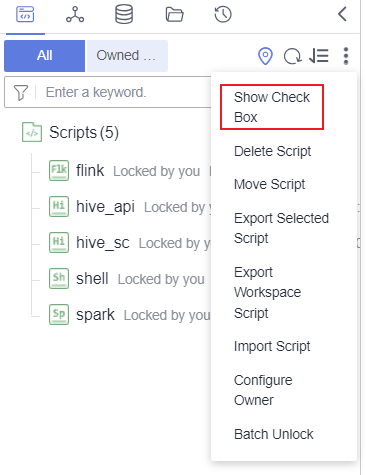 All
Owned ...
Enter a keyword.
Scripts (5)
Flk flink Locked by you
Hi hive_api Locked by you
Hi hive_sc Locked by you
Sh shell Locked by you
Sp spark Locked by you
Show Check
Box
Delete Script
Move Script
Export Selected
Script
Export
Workspace
Script
Import Script
Configure
Owner
Batch Unlock